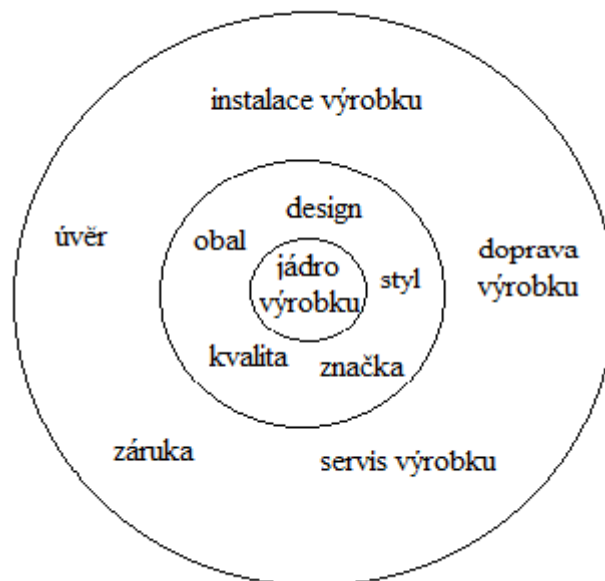 instalace výrobku
design
obal
úvěr
doprava
výrobku
jádro
výrobku
styl
kvalita
značka
záruka
servis výrobku